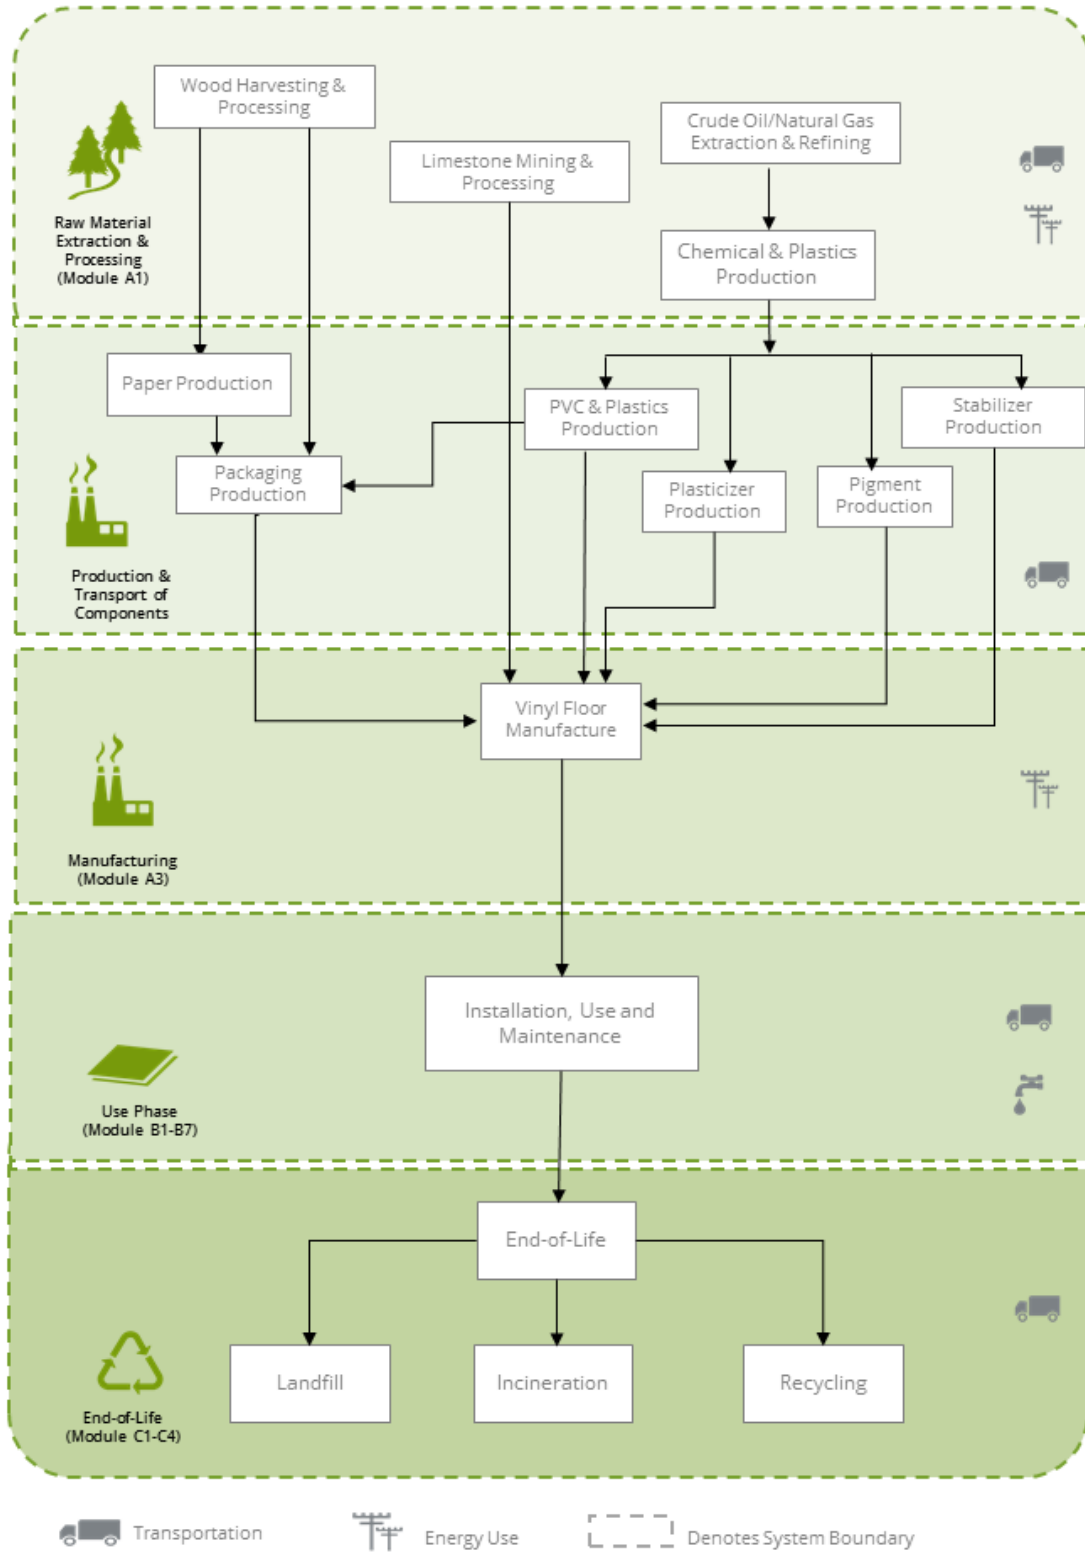 Wood Harvesting &
Processing
Crude Oil/Natural Gas
Extraction & Refining
Limestone Mining &
Processing
Raw Material
Extraction &
Processing
(Module A1)
Chemical & Plastics
Production
Paper Production
PVC & Plastics
Production
Stabilizer
Production
Packaging
Production
Plasticizer
Production
Pigment
Production
Production &
Transport of
Components
Vinyl Floor
Manufacture
Manufacturing
(Module A3)
Installation, Use and
Maintenance
Use Phase
(Module B1-B7)
End-of-Life
Landfill
Incineration
Recycling
End-of-Life
(Module C1-C4)
Transportation
Energy Use
Denotes System Boundary